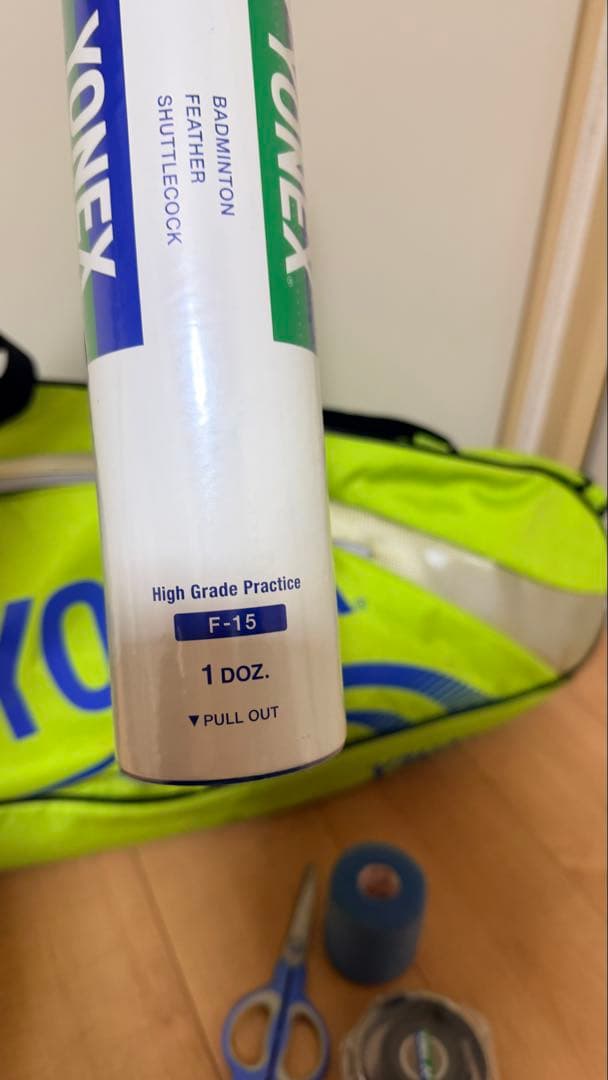 YONEX
YONEX®
BADMINTON
FEATHER
SHUTTLECOCK
High Grade Practice
F-15
1 DOZ.
▼PULL OUT
YO